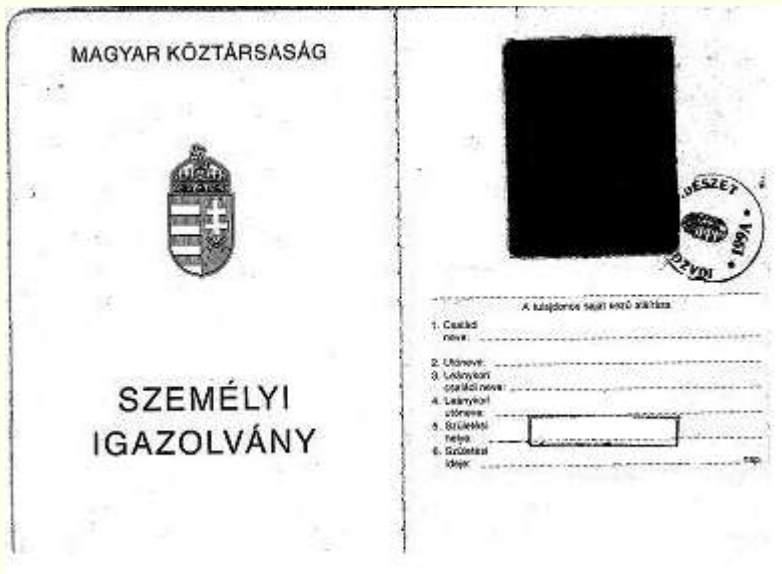 MAGYAR KÖZTÁRSASÁG
SZEMÉLYI
IGAZOLVÁNY
A tulajdonos saját kezű aláírása
1. Családi
neve:
2. Utóneve:
3. Leánykori
családi neve:
4. Leánykori
utóneve:
5. Születési
helye:
6. Születési
ideje: nap